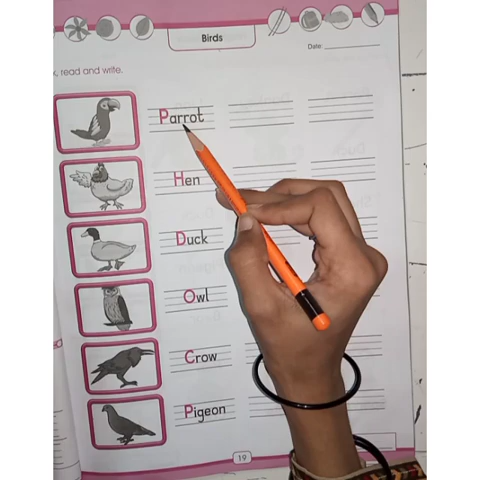 Birds
Date:
, read and write.
Parrot
Hen
Duck
Owl
Crow
Pigeon
19